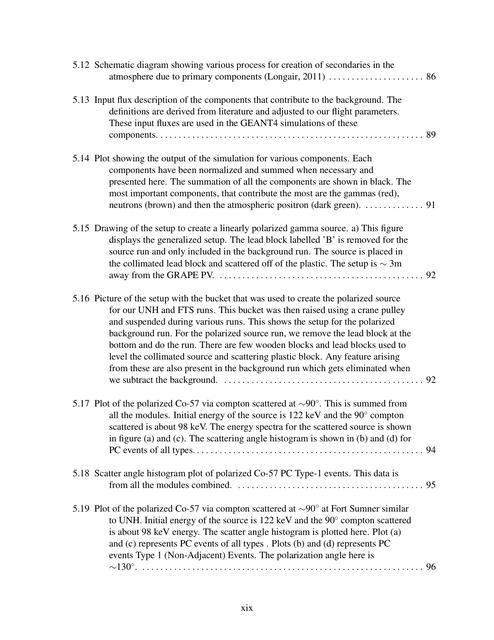 5.12 Schematic diagram showing various process for creation of secondaries in the
atmosphere due to primary components (Longair, 2011) . . . . . . . . . . . . . . . . . . . . . 86
5.13 Input flux description of the components that contribute to the background. The
definitions are derived from literature and adjusted to our flight parameters.
These input fluxes are used in the GEANT4 simulations of these
components. . . . . . . . . . . . . . . . . . . . . . . . . . . . . . . . . . . . . . . . . . . . . . . . . . . . . . . . . . . 89
5.14 Plot showing the output of the simulation for various components. Each
components have been normalized and summed when necessary and
presented here. The summation of all the components are shown in black. The
most important components, that contribute the most are the gammas (red),
neutrons (brown) and then the atmospheric positron (dark green). . . . . . . . . . . . . . 91
5.15 Drawing of the setup to create a linearly polarized gamma source. a) This figure
displays the generalized setup. The lead block labelled 'B' is removed for the
source run and only included in the background run. The source is placed in
the collimated lead block and scattered off of the plastic. The setup is ∼ 3m
away from the GRAPE PV. . . . . . . . . . . . . . . . . . . . . . . . . . . . . . . . . . . . . . . . . . . . . . 92
5.16 Picture of the setup with the bucket that was used to create the polarized source
for our UNH and FTS runs. This bucket was then raised using a crane pulley
and suspended during various runs. This shows the setup for the polarized
background run. For the polarized source run, we remove the lead block at the
bottom and do the run. There are few wooden blocks and lead blocks used to
level the collimated source and scattering plastic block. Any feature arising
from these are also present in the background run which gets eliminated when
we subtract the background. . . . . . . . . . . . . . . . . . . . . . . . . . . . . . . . . . . . . . . . . . . . . 92
5.17 Plot of the polarized Co-57 via compton scattered at ∼90°. This is summed from
all the modules. Initial energy of the source is 122 keV and the 90° compton
scattered is about 98 keV. The energy spectra for the scattered source is shown
in figure (a) and (c). The scattering angle histogram is shown in (b) and (d) for
PC events of all types. . . . . . . . . . . . . . . . . . . . . . . . . . . . . . . . . . . . . . . . . . . . . . . . . . . 94
5.18 Scatter angle histogram plot of polarized Co-57 PC Type-1 events. This data is
from all the modules combined. . . . . . . . . . . . . . . . . . . . . . . . . . . . . . . . . . . . . . . . . . . 95
5.19 Plot of the polarized Co-57 via compton scattered at ∼90° at Fort Sumner similar
to UNH. Initial energy of the source is 122 keV and the 90° compton scattered
is about 98 keV energy. The scatter angle histogram is plotted here. Plot (a)
and (c) represents PC events of all types . Plots (b) and (d) represents PC
events Type 1 (Non-Adjacent) Events. The polarization angle here is
∼130°. . . . . . . . . . . . . . . . . . . . . . . . . . . . . . . . . . . . . . . . . . . . . . . . . . . . . . . . . . . . . . . 96
xix